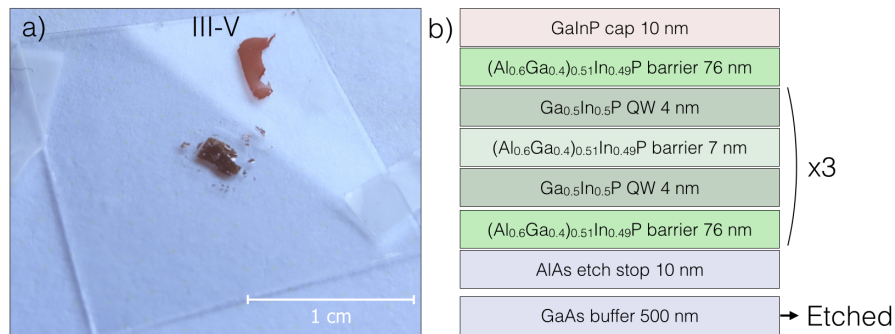 a)
III-V
1 cm
b)
GaInP cap 10 nm
(Al0.6Ga0.4)0.51In0.49P barrier 76 nm
Ga0.5In0.5P QW 4 nm
(Al0.6Ga0.4)0.51In0.49P barrier 7 nm
Ga0.5In0.5P QW 4 nm
(Al0.6Ga0.4)0.51In0.49P barrier 76 nm
x3
AlAs etch stop 10 nm
GaAs buffer 500 nm
Etched